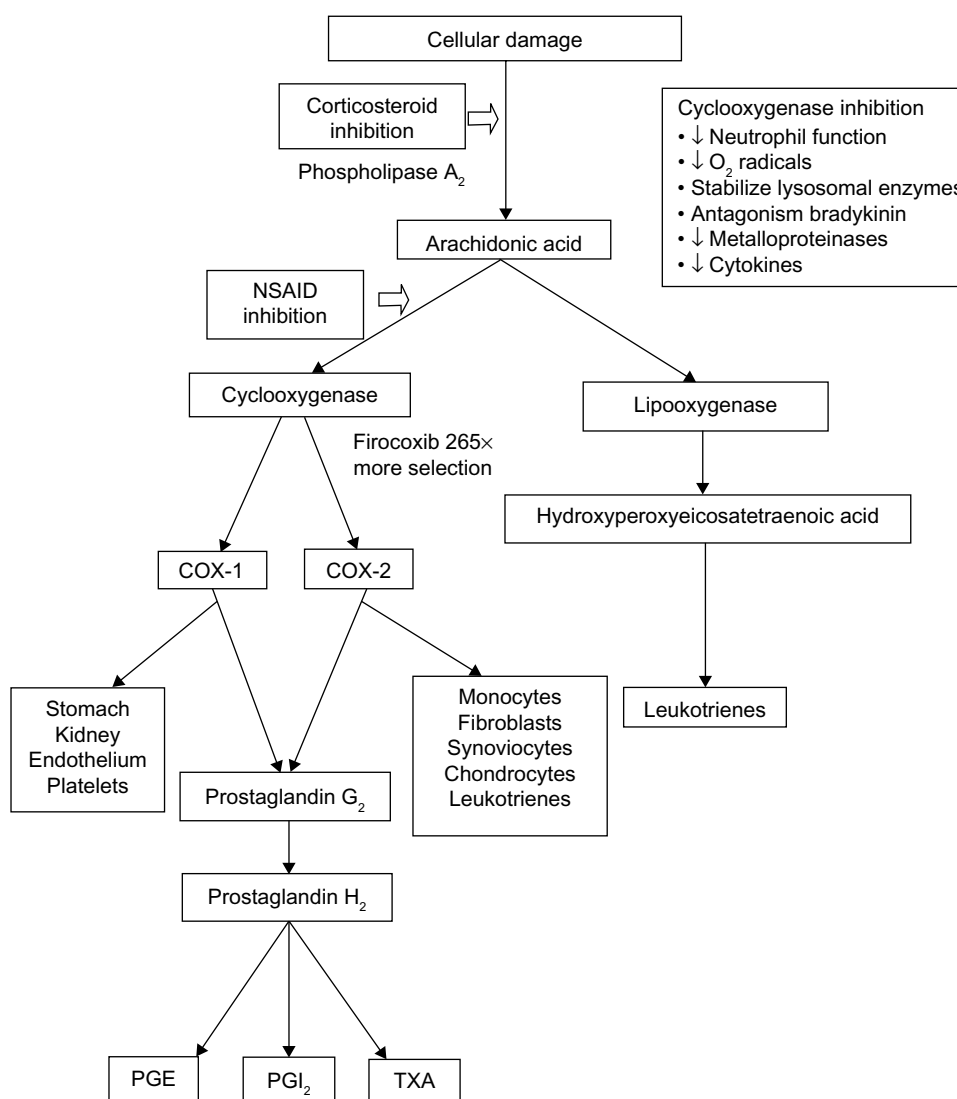 Cellular damage
Corticosteroid
inhibition
Phospholipase A₂
Cyclooxygenase inhibition
• ↓ Neutrophil function
• ↓ O₂ radicals
• Stabilize lysosomal enzymes
• Antagonism bradykinin
• ↓ Metalloproteinases
• ↓ Cytokines
Arachidonic acid
NSAID
inhibition
Cyclooxygenase
Lipooxygenase
Firocoxib 265×
more selection
Hydroxyperoxyeicosatetraenoic acid
COX-1
COX-2
Stomach
Kidney
Endothelium
Platelets
Monocytes
Fibroblasts
Synoviocytes
Chondrocytes
Leukotrienes
Leukotrienes
Prostaglandin G₂
Prostaglandin H₂
PGE
PGI₂
TXA